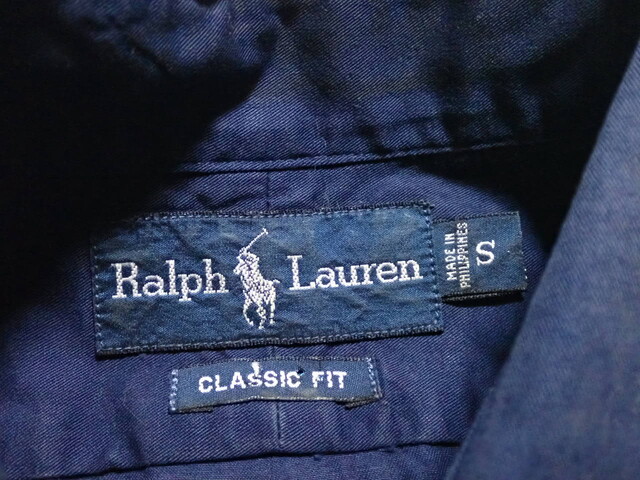 Ralph Lauren
MADE IN
PHILIPPINES
S
CLASSIC FIT